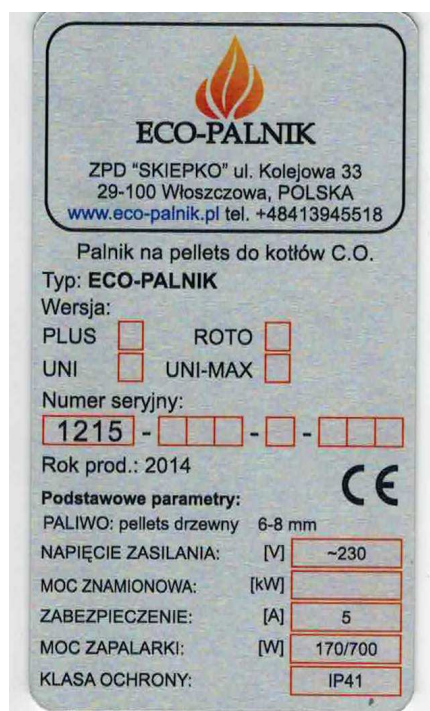 ECO-PALNIK
ZPD "SKIEPKO" ul. Kolejowa 33
29-100 Włoszczowa, POLSKA
www.eco-palnik.pl tel. +48413945518
Palnik na pellets do kotłów C.O.
Typ: ECO-PALNIK
Wersja:
PLUS ROTO
UNI UNI-MAX
Numer seryjny:
1215 - - -
Rok prod.: 2014
CE
Podstawowe parametry:
PALIWO: pellets drzewny 6-8 mm
NAPIĘCIE ZASILANIA: [V] ~230
MOC ZNAMIONOWA: [kW]
ZABEZPIECZENIE: [A] 5
MOC ZAPALARKI: [W] 170/700
KLASA OCHRONY: IP41